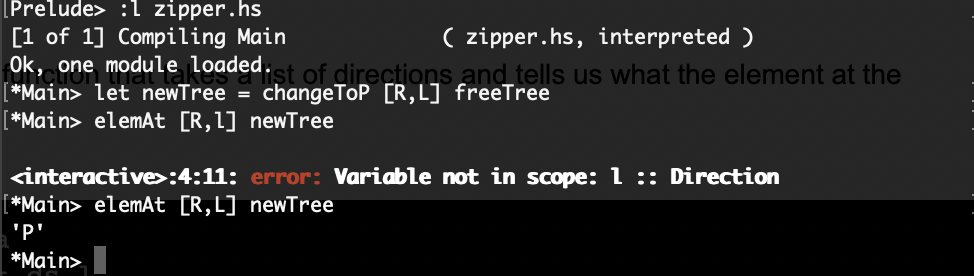 [Prelude> :l zipper.hs
[1 of 1] Compiling Main             ( zipper.hs, interpreted )
Ok, one module loaded.
function that takes a list of directions and tells us what the element at the
[*Main> let newTree = changeToP [R,L] freeTree
[*Main> elemAt [R,l] newTree
<interactive>:4:11: error: Variable not in scope: l :: Direction
[*Main> elemAt [R,L] newTree
'P'
*Main>